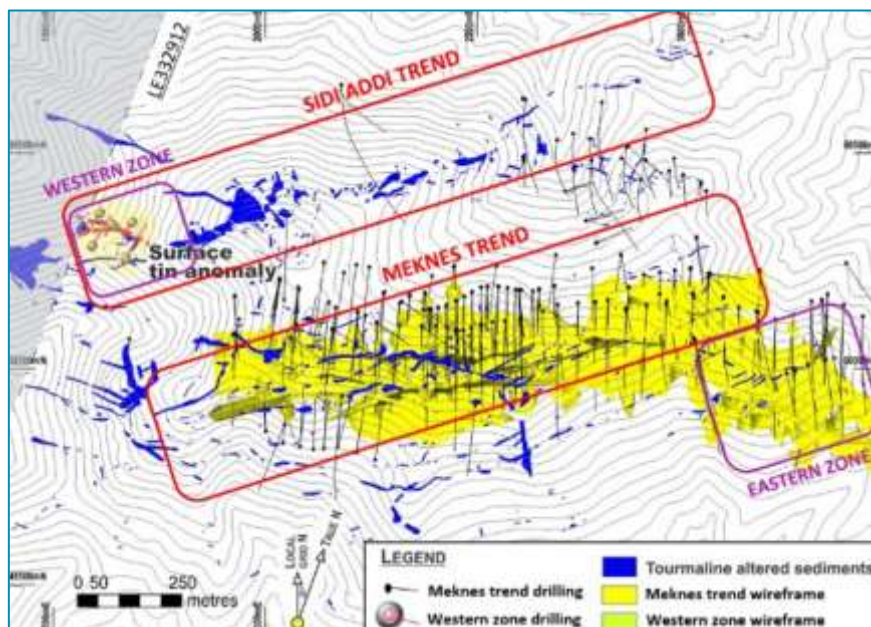 LE332912
SIDI ADDI TREND
WESTERN ZONE
Surface
tin anomaly
MEKNES TREND
EASTERN ZONE
LOCAL
GRID N
TRUE N
0 50 250
metres
LEGEND
Meknes trend drilling
Western zone drilling
Tourmaline altered sediments
Meknes trend wireframe
Western zone wireframe